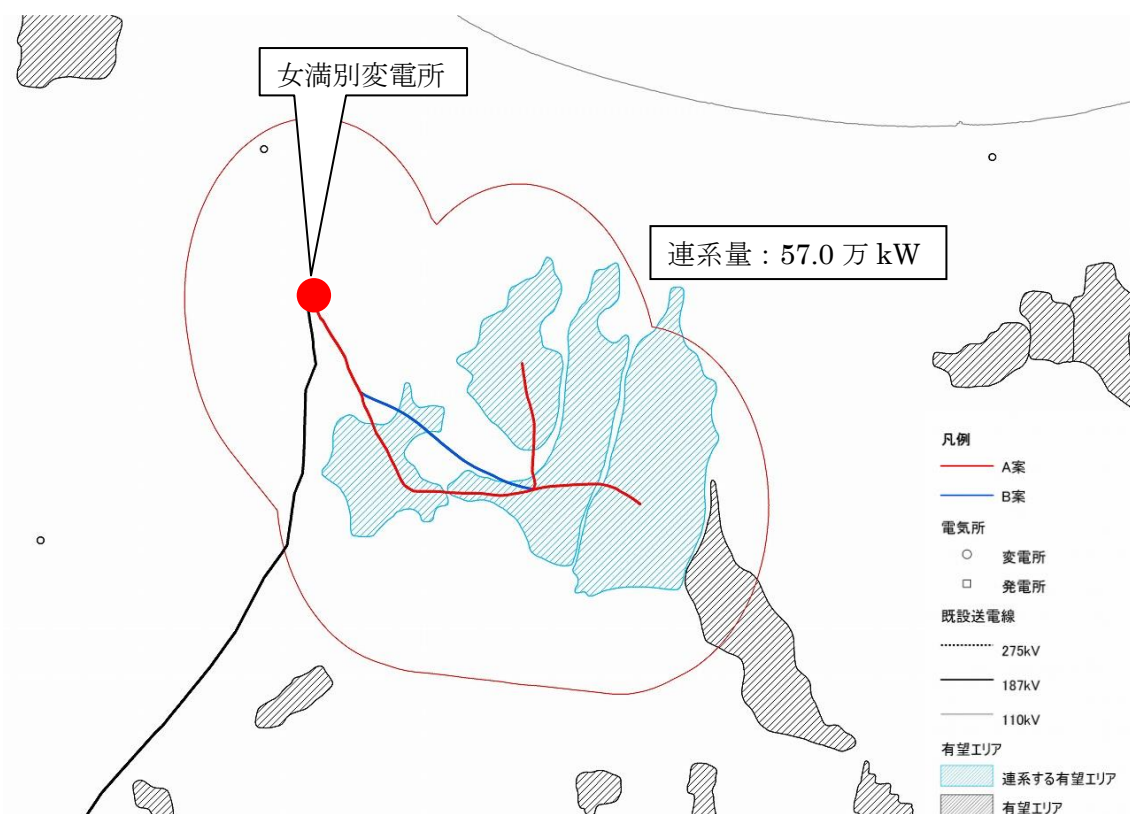 女満別変電所
連系量：57.0 万 kW
凡例
A案
B案
電気所
変電所
発電所
既設送電線
275kV
187kV
110kV
有望エリア
連系する有望エリア
有望エリア